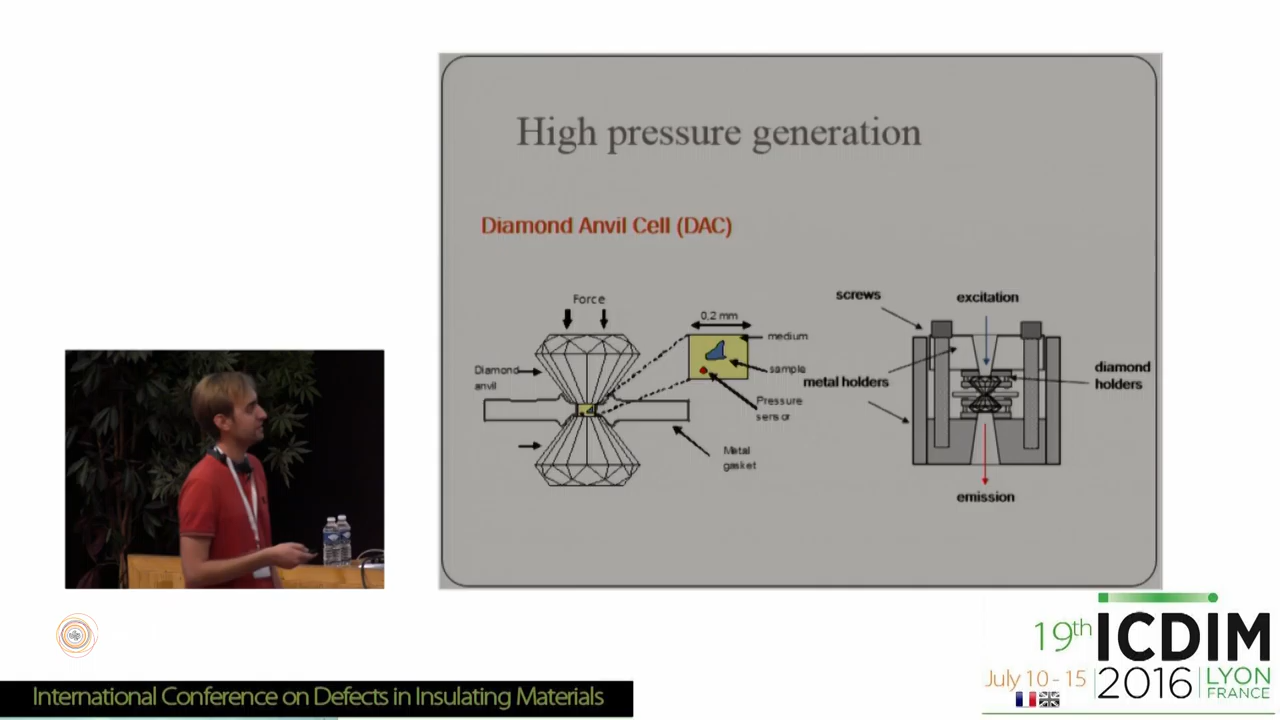 High pressure generation
Diamond Anvil Cell (DAC)
Force
0,2 mm
medium
sample
Pressure
sensor
Diamond
anvil
Metal
gasket
screws
excitation
metal holders
diamond
holders
emission
19th ICDIM
July 10 - 15 2016 LYON
FRANCE
International Conference on Defects in Insulating Materials